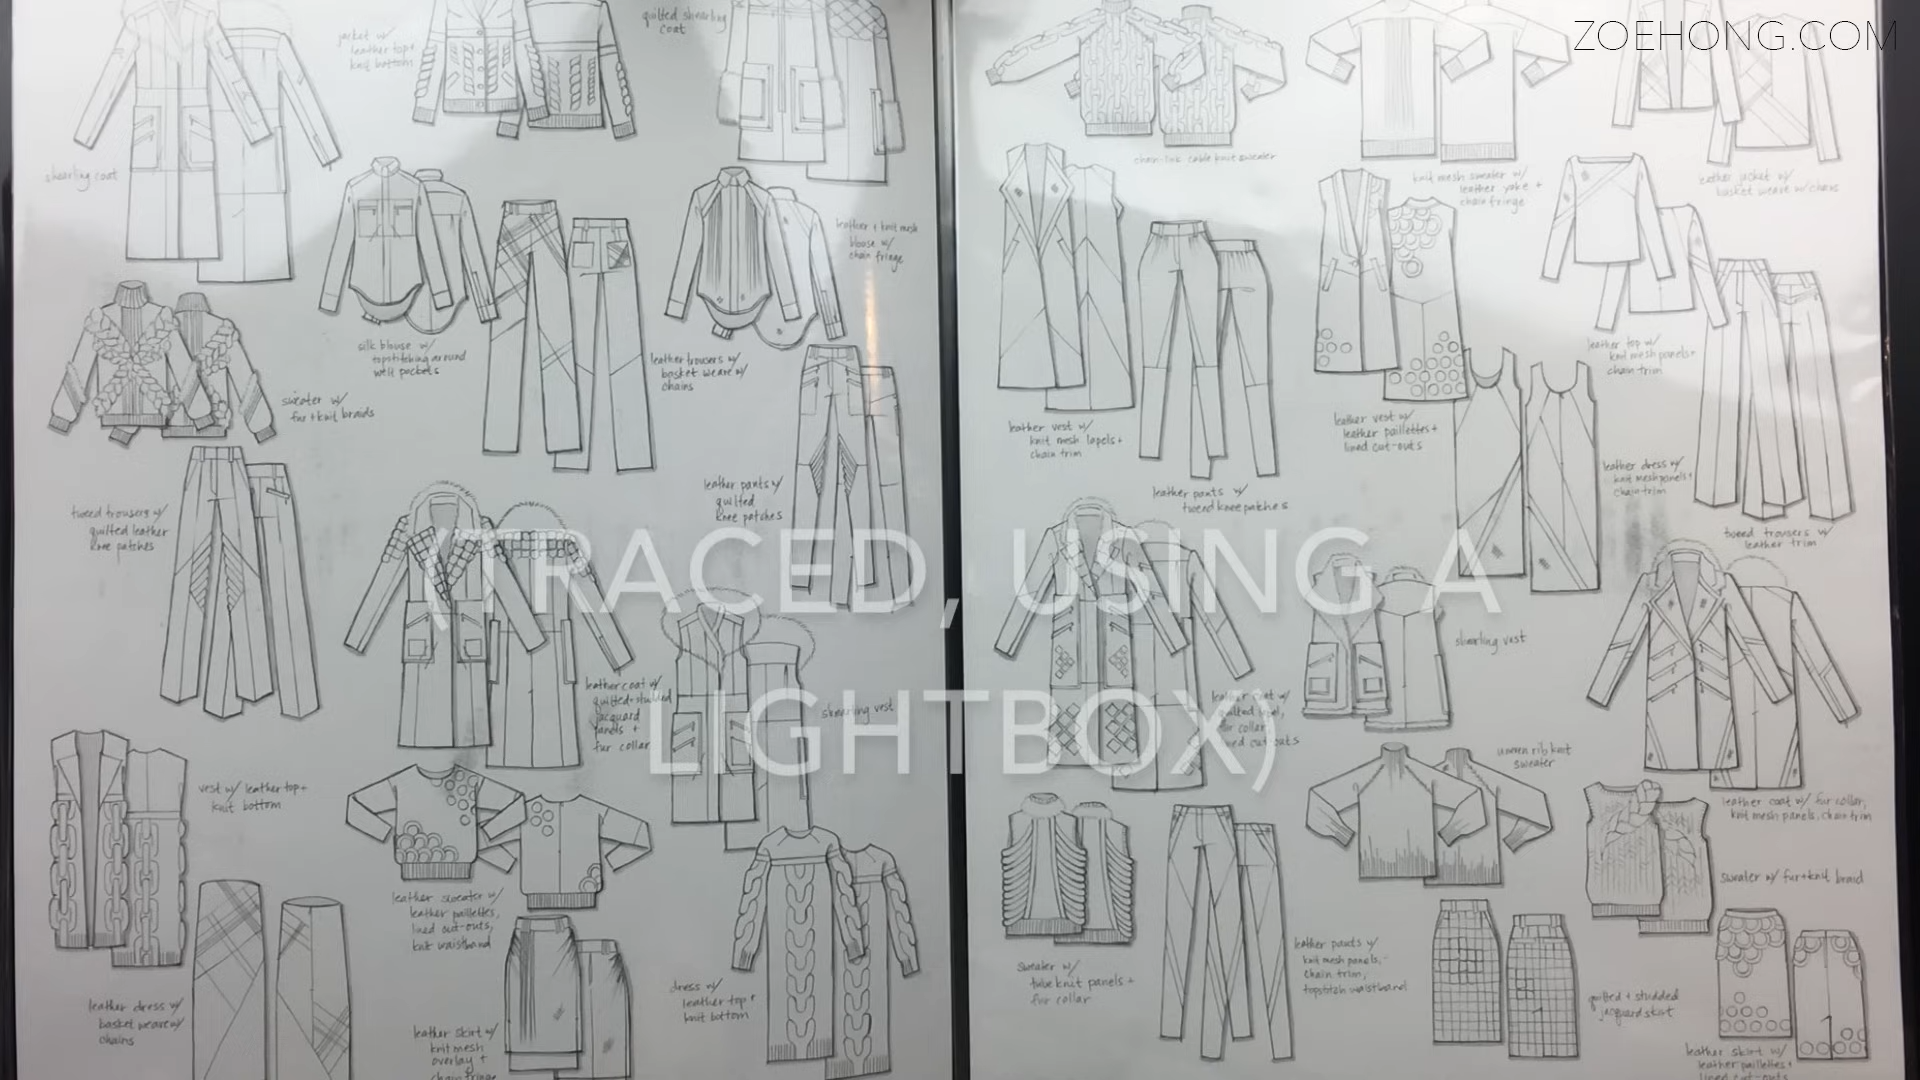 ZOEHONG.COM
jacket w/
leather top +
knit bottom
quilted shearling
coat
shearling coat
silk blouse w/
topstitching around
welt pockets
leather + knit mesh
blouse w/
chain fringe
sweater w/
fur + knit braids
leather trousers w/
basket weave w/
chains
tweed trousers w/
quilted leather
knee patches
leather pants w/
quilted
knee patches
leather coat w/
quilted + studded
jacquard
panels +
fur collar
shearling vest
vest w/ leather top +
knit bottom
leather sweater w/
leather paillettes,
lined cut-outs,
knit waistband
leather dress w/
basket weave w/
chains
leather skirt w/
knit mesh
overlay +
chain fringe
dress w/
leather top +
knit bottom
chain-link cable knit sweater
knit mesh sweater w/
leather yoke +
chain fringe
leather jacket w/
basket weave w/ chains
leather vest w/
knit mesh lapels +
chain trim
leather pants w/
tweed knee patches
leather vest w/
leather paillettes +
lined cut-outs
leather top w/
knit mesh panels +
chain trim
leather dress w/
knit mesh panels +
chain trim
tweed trousers w/
leather trim
leather coat w/
fur collar,
shearling vest
woven rib knit
sweater
leather coat w/ fur collar,
knit mesh panels, chain trim
sweater w/
tube knit panels +
fur collar
leather pants w/
knit mesh panels,
chain trim,
topstitch waistband
sweater w/ fur + knit braid
quilted + studded
jacquard skirt
leather skirt w/
leather paillettes +
lined cut-outs
(TRACED, USING A
LIGHTBOX)